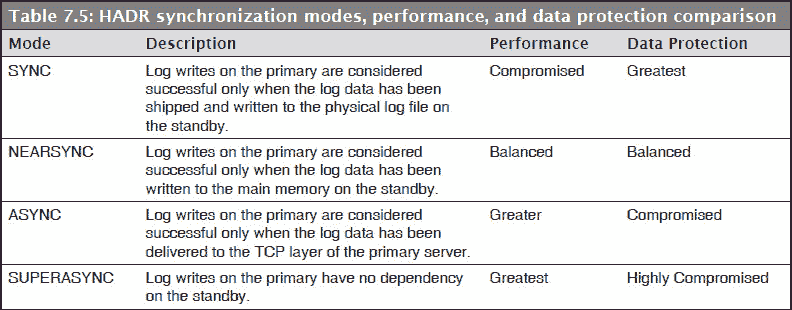 Table 7.5: HADR synchronization modes, performance, and data protection comparison
Mode Description Performance Data Protection
SYNC Log writes on the primary are considered Compromised Greatest
successful only when the log data has been
shipped and written to the physical log file on
the standby.
NEARSYNC Log writes on the primary are considered Balanced Balanced
successful only when the log data has been
written to the main memory on the standby.
ASYNC Log writes on the primary are considered Greater Compromised
successful only when the log data has been
delivered to the TCP layer of the primary server.
SUPERASYNC Log writes on the primary have no dependency Greatest Highly Compromised
on the standby.